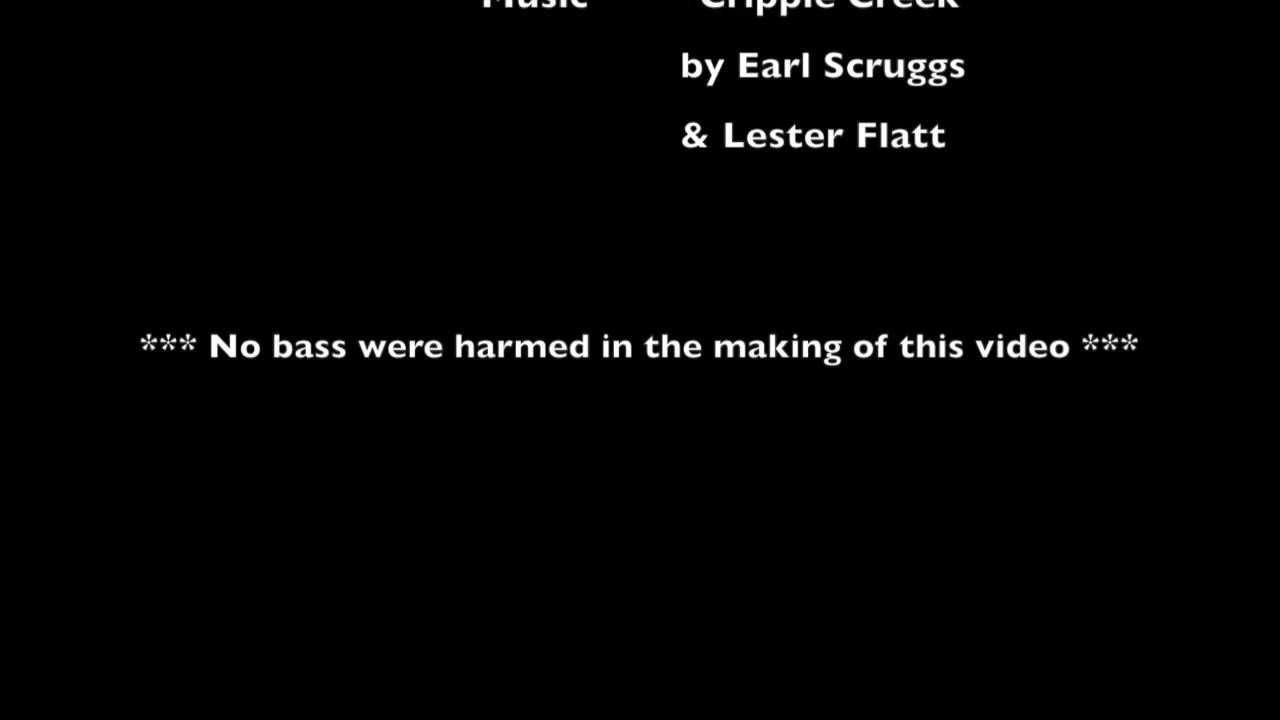 Music "Cripple Creek"
by Earl Scruggs
& Lester Flatt
*** No bass were harmed in the making of this video ***